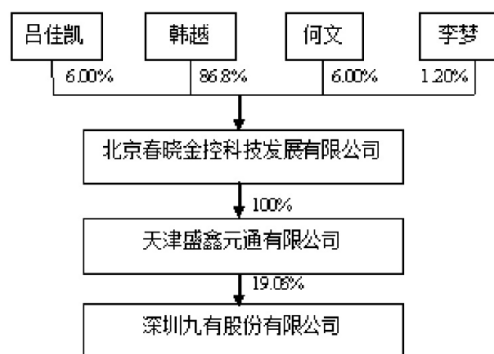 吕佳凯 韩越 何文 李梦
6.00% 86.8% 6.00% 1.20%
北京春晓金控科技发展有限公司
100%
天津盛鑫元通有限公司
19.06%
深圳九有股份有限公司